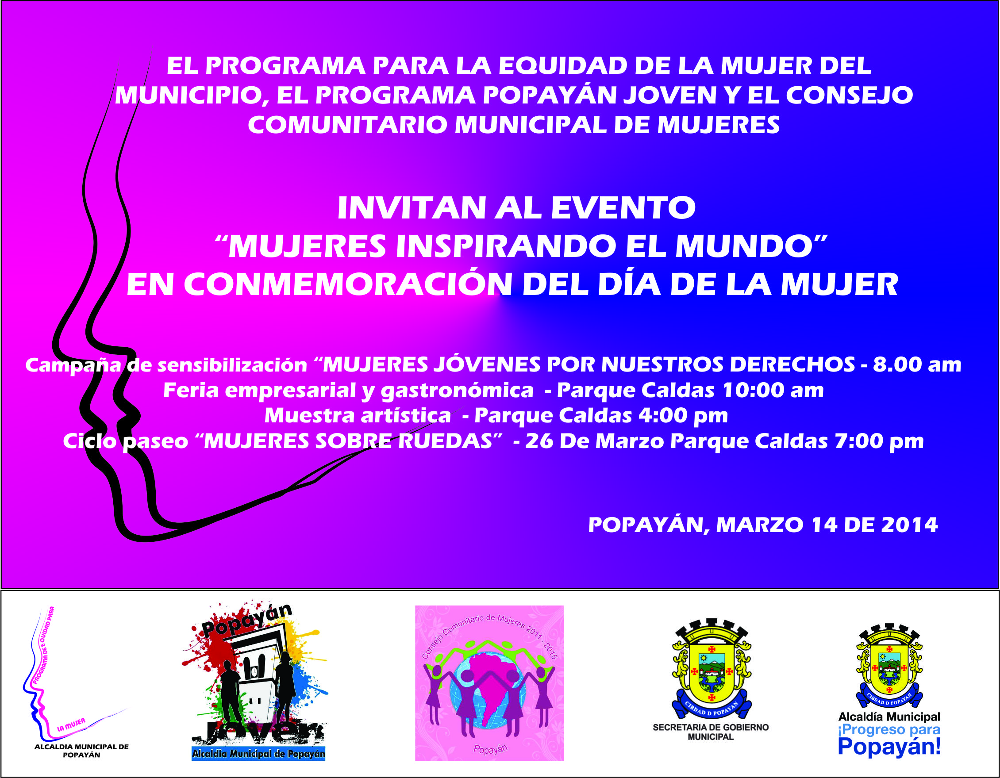 EL PROGRAMA PARA LA EQUIDAD DE LA MUJER DEL
MUNICIPIO, EL PROGRAMA POPAYÁN JOVEN Y EL CONSEJO
COMUNITARIO MUNICIPAL DE MUJERES
INVITAN AL EVENTO
“MUJERES INSPIRANDO EL MUNDO”
EN CONMEMORACIÓN DEL DÍA DE LA MUJER
Campaña de sensibilización “MUJERES JÓVENES POR NUESTROS DERECHOS - 8.00 am
Feria empresarial y gastronómica - Parque Caldas 10:00 am
Muestra artística - Parque Caldas 4:00 pm
Ciclo paseo “MUJERES SOBRE RUEDAS” - 26 De Marzo Parque Caldas 7:00 pm
POPAYÁN, MARZO 14 DE 2014
PROGRAMA DE E QUIDAD PARA
LA MUJER
ALCALDIA MUNICIPAL DE
POPAYÁN
Popayán
Joven
Alcaldia Municipal de Popayán
Consejo Comunitario de Mujeres 2011 - 2015
Popayán
CIBDAD D POPAYAN
SECRETARIA DE GOBIERNO
MUNICIPAL
CIBDAD D POPAYAN
Alcaldía Municipal
¡Progreso para
Popayán!